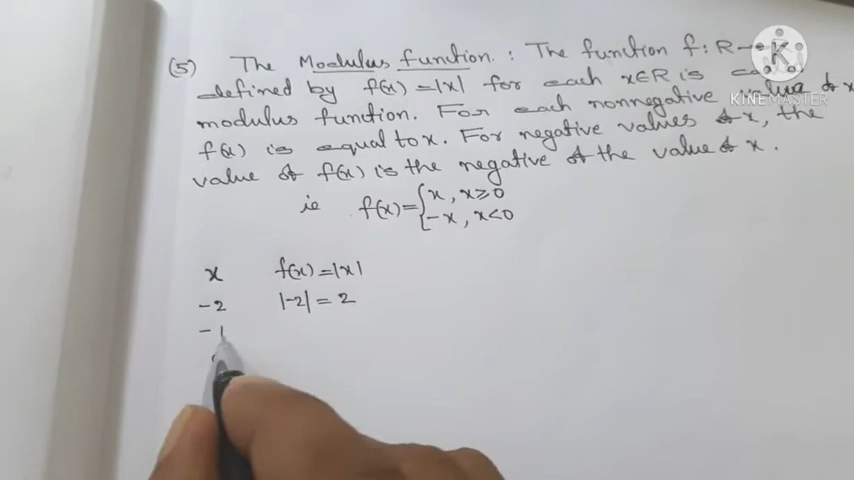 (5) The Modulus function : The function f: R→
defined by f(x) = |x| for each x∈R is
modulus function. For each nonnegative value of x
f(x) is equal to x. For negative values of x, the
value of f(x) is the negative of the value of x.
ie f(x) = { x , x≥0
-x , x<0
x f(x) = |x|
-2 |-2| = 2
-1
K
KINEMASTER